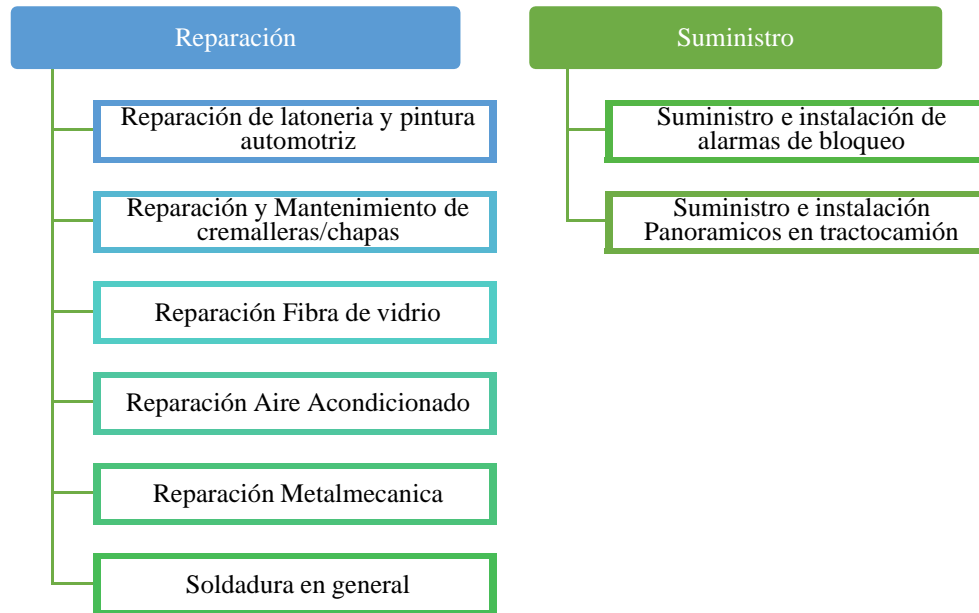 Reparación
Reparación de latoneria y pintura
automotriz
Reparación y Mantenimiento de
cremalleras/chapas
Reparación Fibra de vidrio
Reparación Aire Acondicionado
Reparación Metalmecanica
Soldadura en general
Suministro
Suministro e instalación de
alarmas de bloqueo
Suministro e instalación
Panoramicos en tractocamión